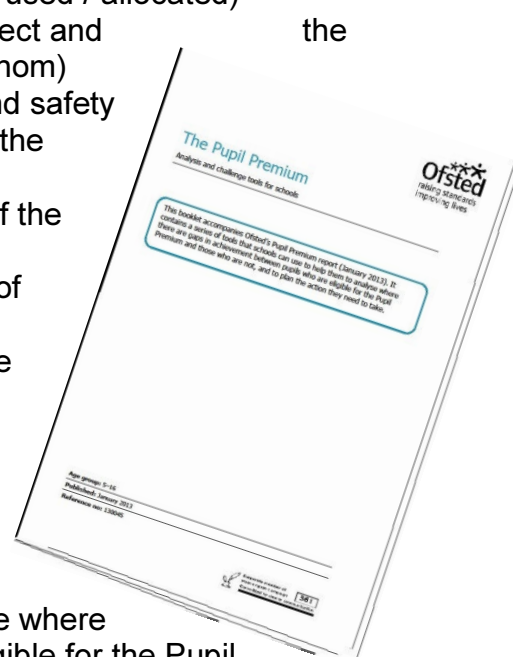 used / allocated)
ect and the
nom)
nd safety
the
f the
of
e
The Pupil Premium
Analysis and challenge tools for schools
Ofsted
raising standards
improving lives
This booklet accompanies Ofsted's Pupil Premium report (January 2013). It
contains a series of tools that schools can use to help them to analyse where
there are gaps in achievement between pupils who are eligible for the Pupil
Premium and those who are not, and to plan the action they need to take.
Age group: 5-16
Published: January 2013
Reference no: 130045
e where
gible for the Pupil